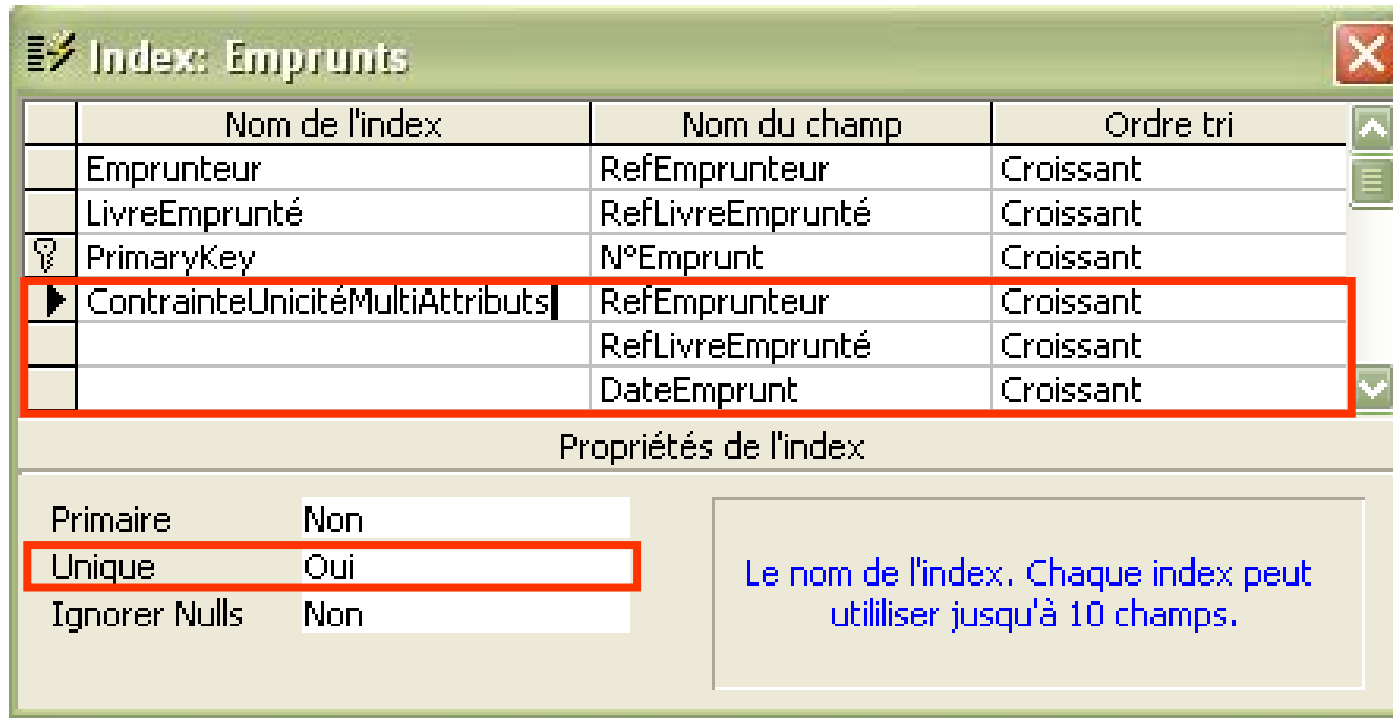 Index: Emprunts
Nom de l'index Nom du champ Ordre tri
Emprunteur RefEmprunteur Croissant
LivreEmprunté RefLivreEmprunté Croissant
PrimaryKey N°Emprunt Croissant
ContrainteUnicitéMultiAttributs RefEmprunteur Croissant
RefLivreEmprunté Croissant
DateEmprunt Croissant
Propriétés de l'index
Primaire Non
Unique Oui
Ignorer Nulls Non
Le nom de l'index. Chaque index peut
utililiser jusqu'à 10 champs.